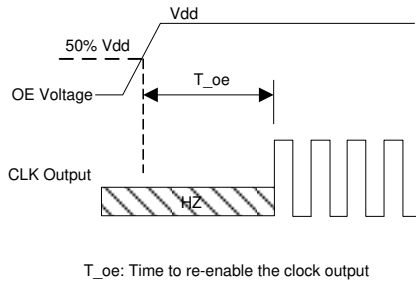 Vdd
50% Vdd
T_oe
OE Voltage
CLK Output
HZ
T_oe: Time to re-enable the clock output